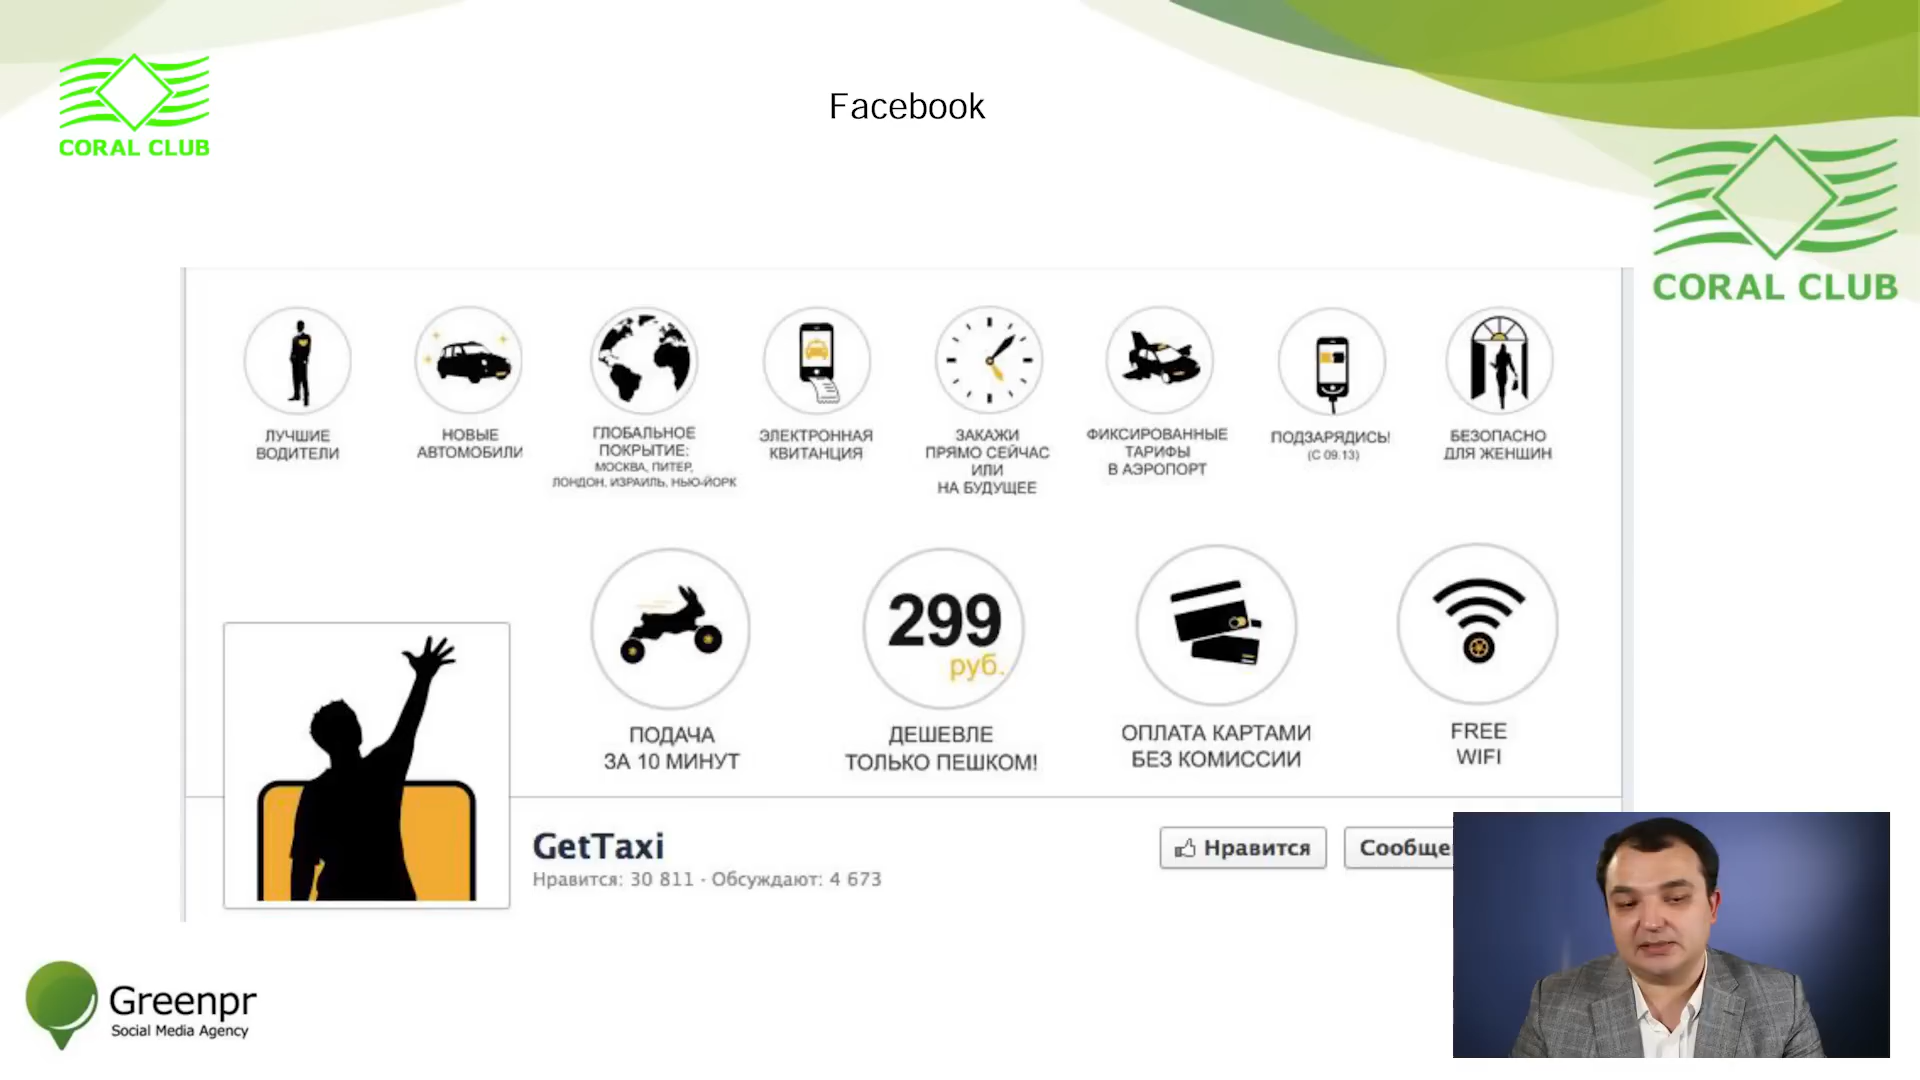 Facebook
CORAL CLUB
CORAL CLUB
ЛУЧШИЕ
ВОДИТЕЛИ
НОВЫЕ
АВТОМОБИЛИ
ГЛОБАЛЬНОЕ
ПОКРЫТИЕ:
МОСКВА, ПИТЕР,
ЛОНДОН, ИЗРАИЛЬ, НЬЮ-ЙОРК
ЭЛЕКТРОННАЯ
КВИТАНЦИЯ
ЗАКАЖИ
ПРЯМО СЕЙЧАС
ИЛИ
НА БУДУЩЕЕ
ФИКСИРОВАННЫЕ
ТАРИФЫ
В АЭРОПОРТ
ПОДЗАРЯДИСЬ!
(С 09.13)
БЕЗОПАСНО
ДЛЯ ЖЕНЩИН
ПОДАЧА
ЗА 10 МИНУТ
299
руб.
ДЕШЕВЛЕ
ТОЛЬКО ПЕШКОМ!
ОПЛАТА КАРТАМИ
БЕЗ КОМИССИИ
FREE
WIFI
GetTaxi
Нравится: 30 811 · Обсуждают: 4 673
Нравится
Сообще
Greenpr
Social Media Agency